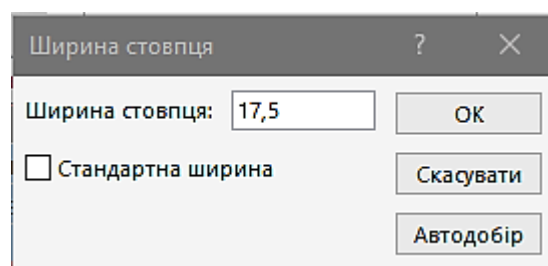 Ширина стовпця ?
Ширина стовпця: 17,5
OK
Стандартна ширина
Скасувати
Автодобір